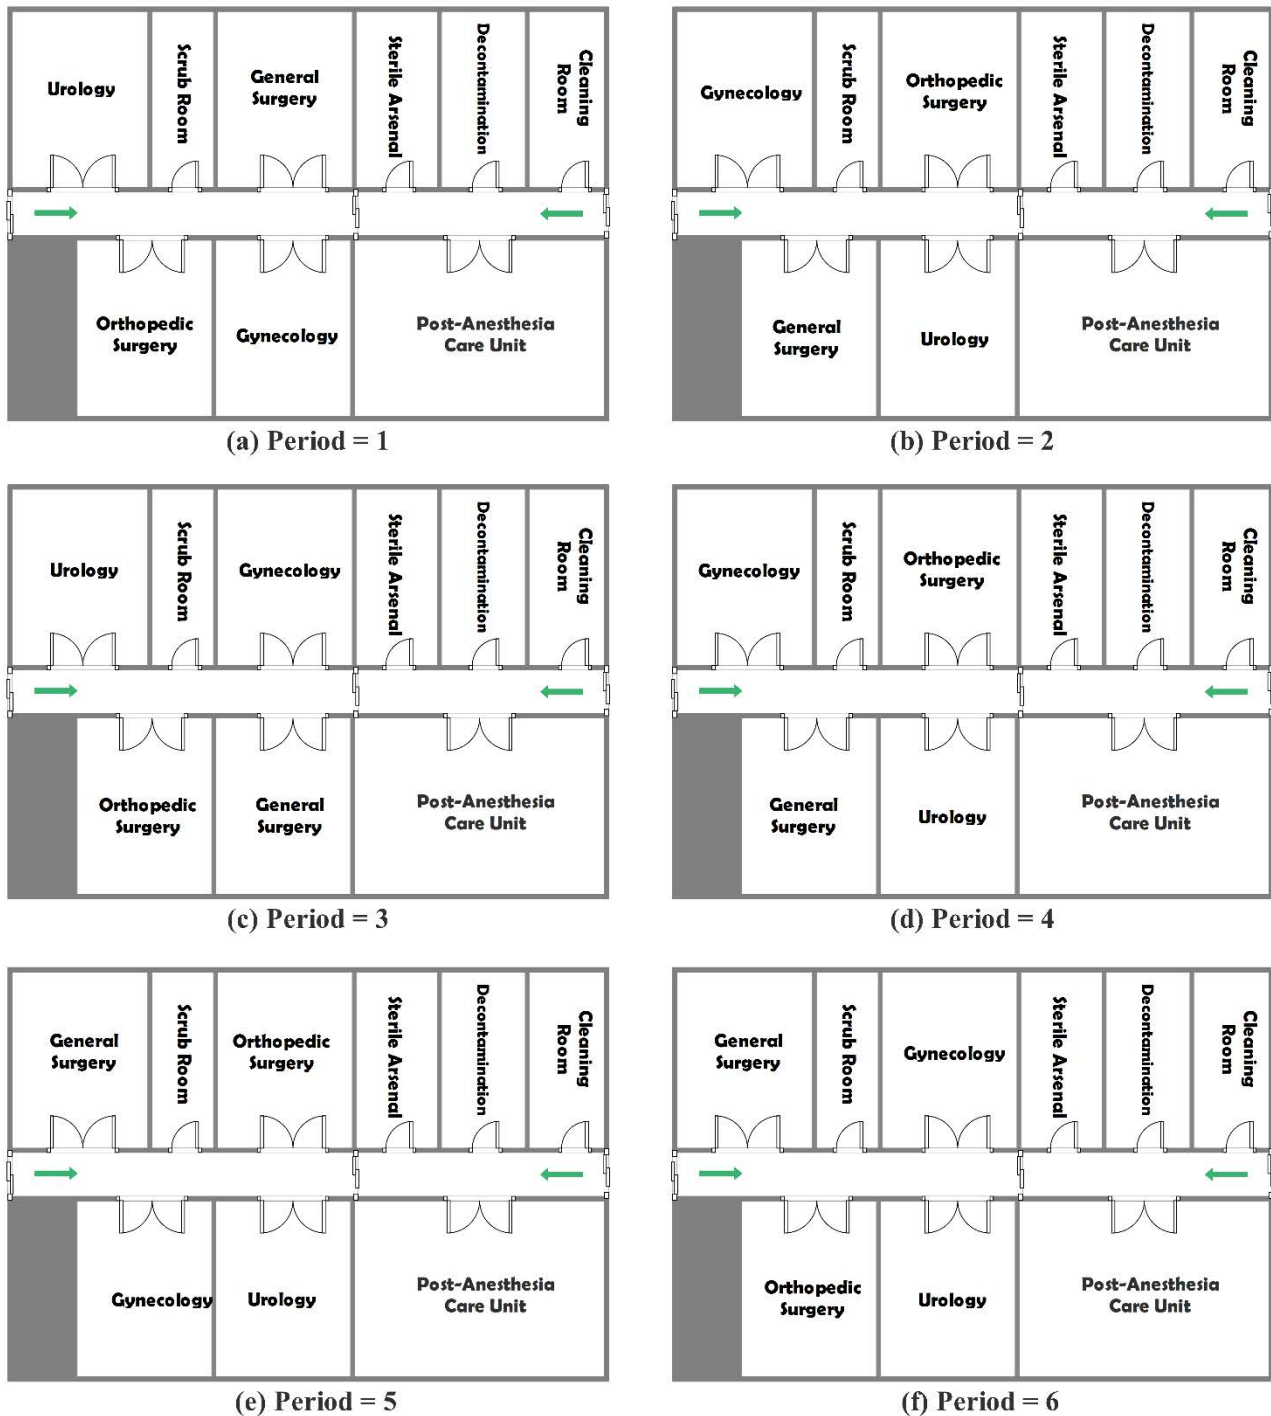 Urology
Scrub Room
General
Surgery
Sterile Arsenal
Decontamination
Cleaning
Room
Orthopedic
Surgery
Gynecology
Post-Anesthesia
Care Unit
(a) Period = 1
Gynecology
Scrub Room
Orthopedic
Surgery
Sterile Arsenal
Decontamination
Cleaning
Room
General
Surgery
Urology
Post-Anesthesia
Care Unit
(b) Period = 2
Urology
Scrub Room
Gynecology
Sterile Arsenal
Decontamination
Cleaning
Room
Orthopedic
Surgery
General
Surgery
Post-Anesthesia
Care Unit
(c) Period = 3
Gynecology
Scrub Room
Orthopedic
Surgery
Sterile Arsenal
Decontamination
Cleaning
Room
General
Surgery
Urology
Post-Anesthesia
Care Unit
(d) Period = 4
General
Surgery
Scrub Room
Orthopedic
Surgery
Sterile Arsenal
Decontamination
Cleaning
Room
Gynecology
Urology
Post-Anesthesia
Care Unit
(e) Period = 5
General
Surgery
Scrub Room
Gynecology
Sterile Arsenal
Decontamination
Cleaning
Room
Orthopedic
Surgery
Urology
Post-Anesthesia
Care Unit
(f) Period = 6